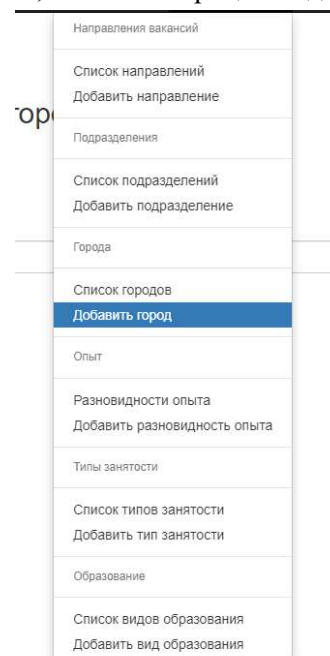 Направления вакансий
Список направлений
Добавить направление
Подразделения
Список подразделений
Добавить подразделение
Города
Список городов
Добавить город
Опыт
Разновидности опыта
Добавить разновидность опыта
Типы занятости
Список типов занятости
Добавить тип занятости
Образование
Список видов образования
Добавить вид образования